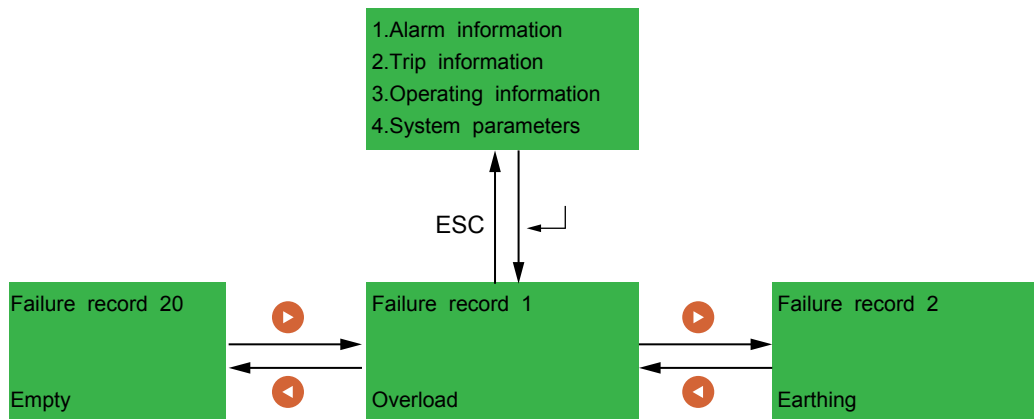 1.Alarm information
2.Trip information
3.Operating information
4.System parameters
ESC
Failure record 20
Empty
Failure record 1
Overload
Failure record 2
Earthing